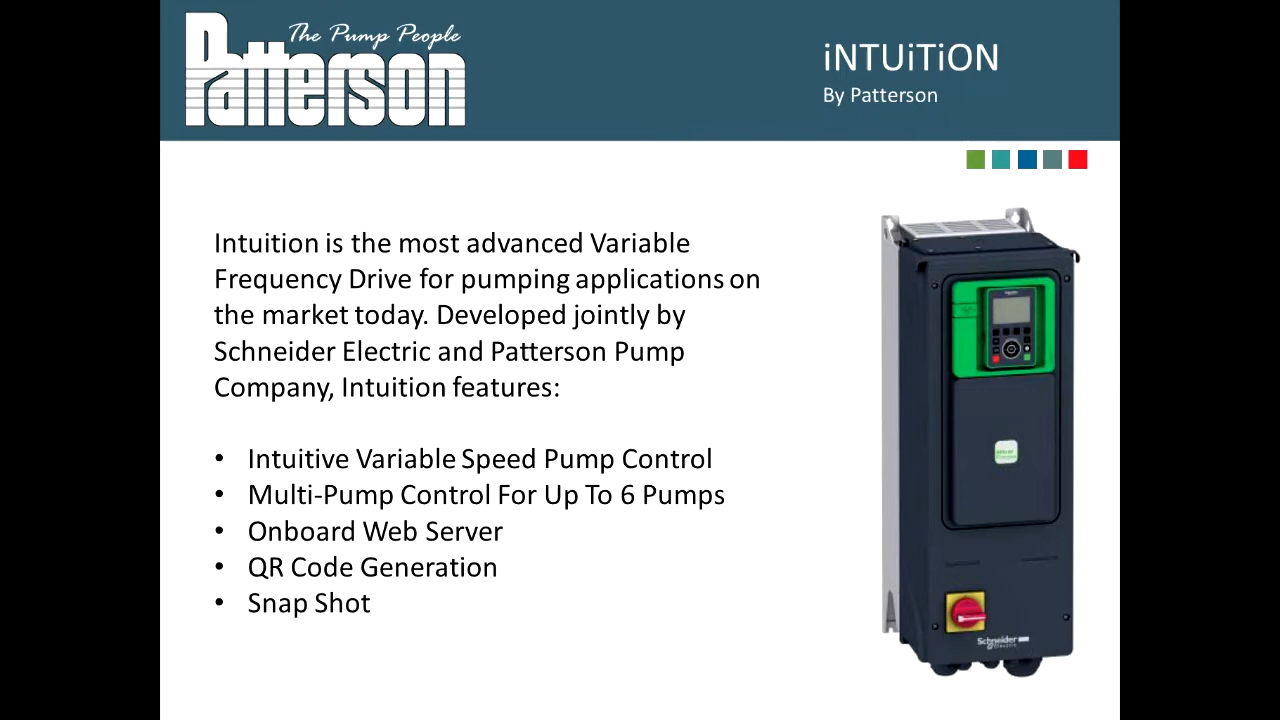 The Pump People
Patterson
iNTUiTiON
By Patterson
Intuition is the most advanced Variable
Frequency Drive for pumping applications on
the market today. Developed jointly by
Schneider Electric and Patterson Pump
Company, Intuition features:
• Intuitive Variable Speed Pump Control
• Multi-Pump Control For Up To 6 Pumps
• Onboard Web Server
• QR Code Generation
• Snap Shot
Schneider
Electric